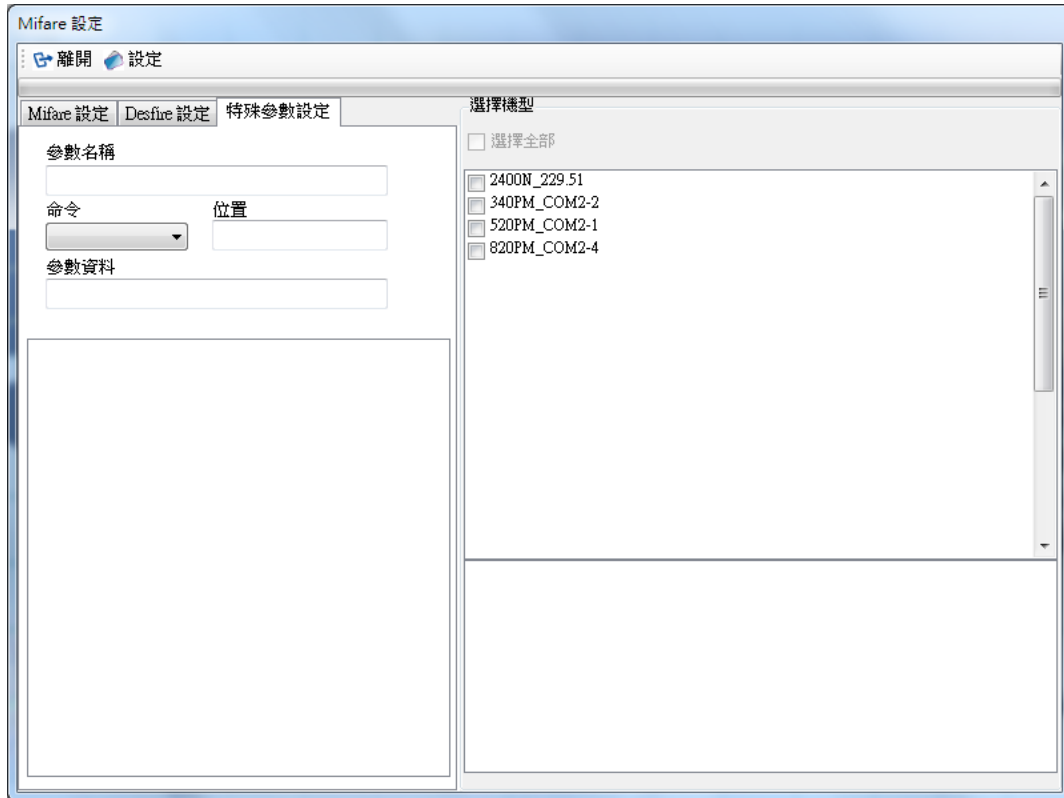 Mifare 設定
離開 設定
Mifare 設定 Desfire 設定 特殊參數設定
參數名稱
命令 位置
參數資料
選擇機型
選擇全部
2400N_229.51
340PM_COM2-2
520PM_COM2-1
820PM_COM2-4